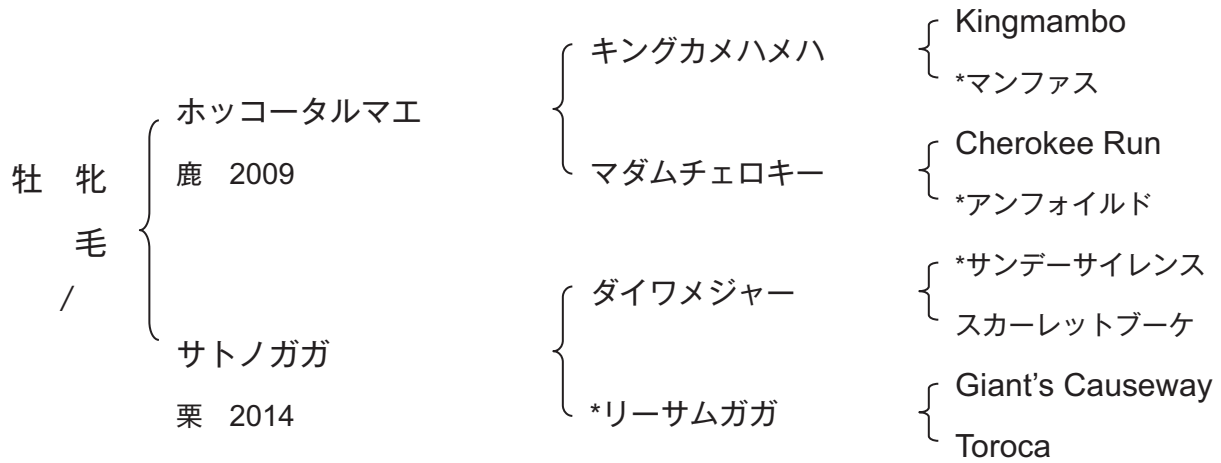 牡 牝
毛
/
ホッコータルマエ
鹿 2009
サトノガガ
栗 2014
キングカメハメハ
マダムチェロキー
ダイワメジャー
*リーサムガガ
Kingmambo
*マンファス
Cherokee Run
*アンフォイルド
*サンデーサイレンス
スカーレットブーケ
Giant's Causeway
Toroca